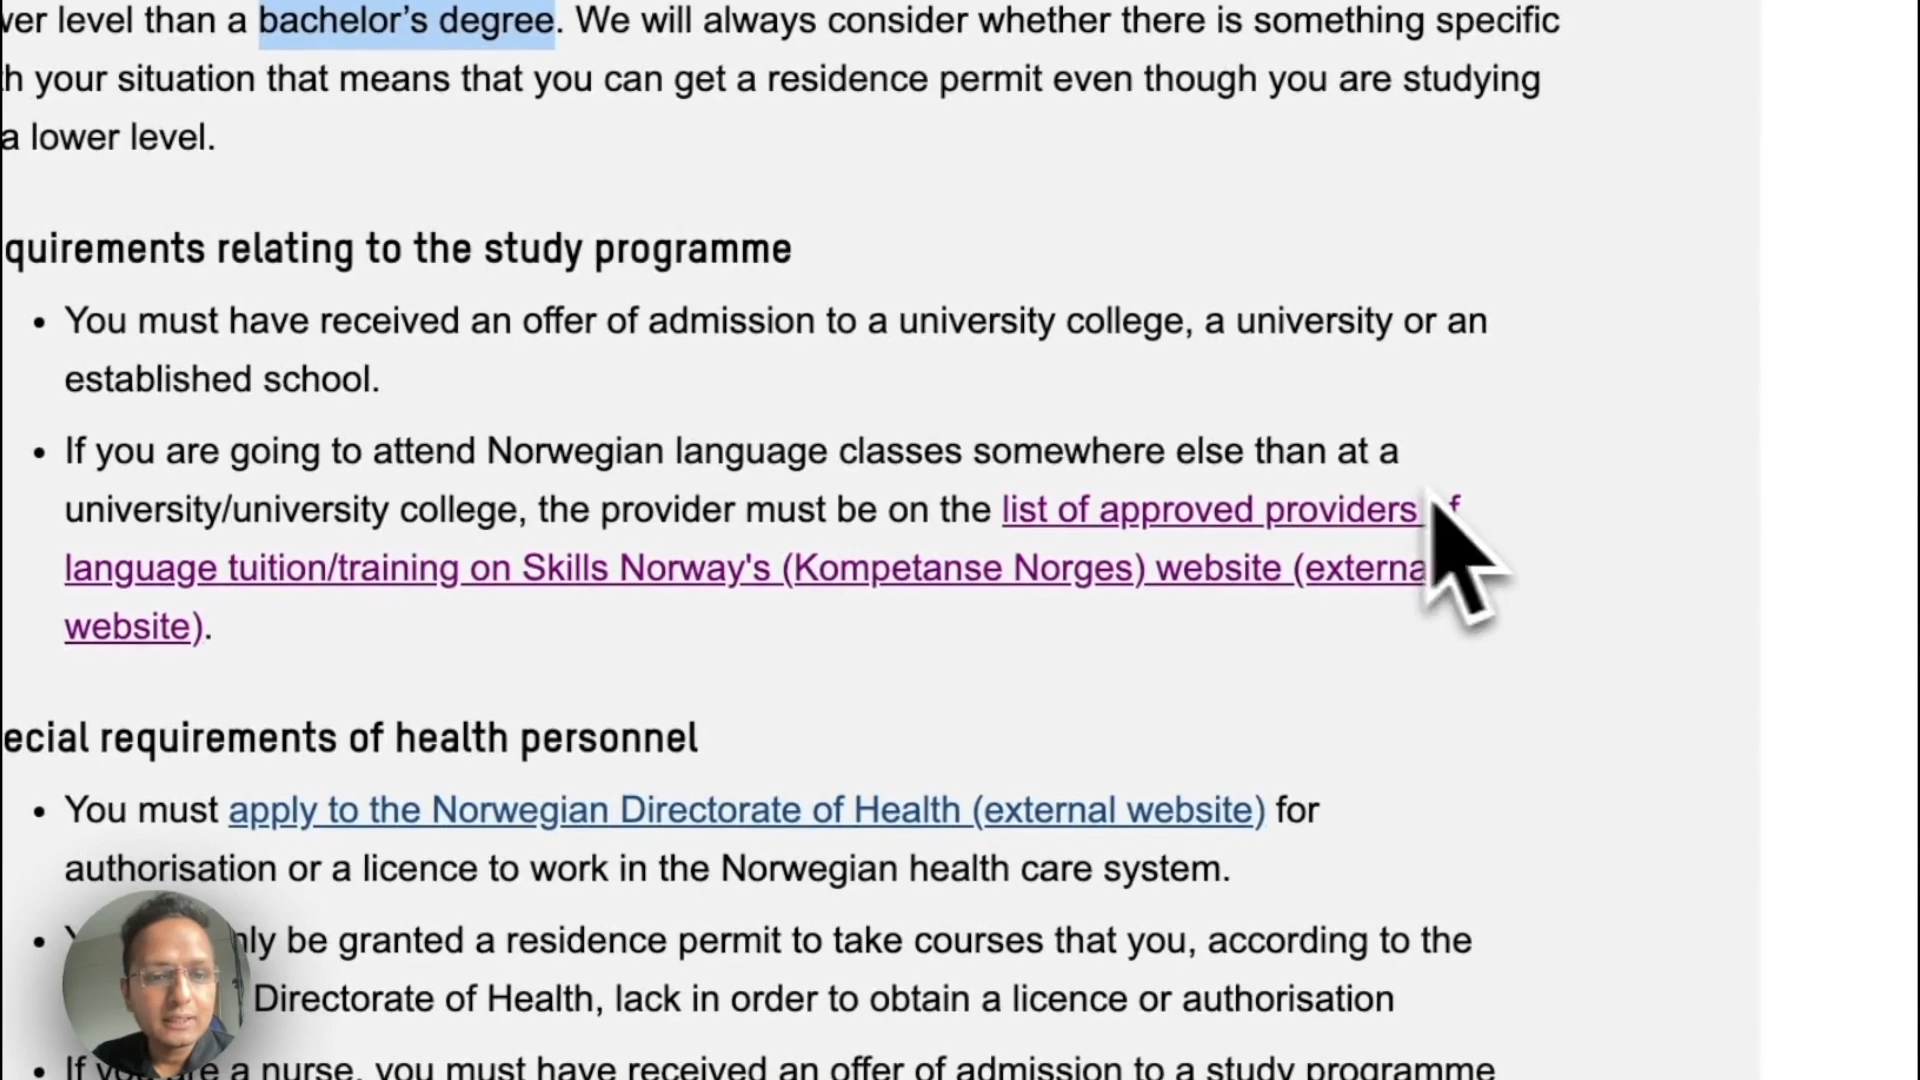 ver level than a bachelor’s degree. We will always consider whether there is something specific
h your situation that means that you can get a residence permit even though you are studying
a lower level.
quirements relating to the study programme
• You must have received an offer of admission to a university college, a university or an
established school.
• If you are going to attend Norwegian language classes somewhere else than at a
university/university college, the provider must be on the list of approved providers f
language tuition/training on Skills Norway's (Kompetanse Norges) website (externa
website).
ecial requirements of health personnel
• You must apply to the Norwegian Directorate of Health (external website) for
authorisation or a licence to work in the Norwegian health care system.
• nly be granted a residence permit to take courses that you, according to the
Directorate of Health, lack in order to obtain a licence or authorisation
• If you are a nurse, you must have received an offer of admission to a study programme